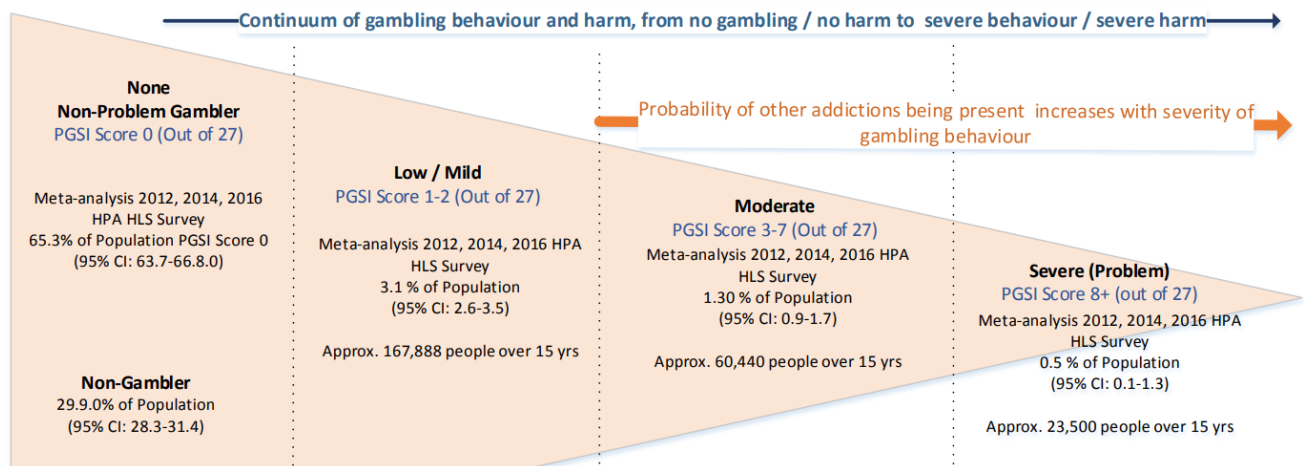 Continuum of gambling behaviour and harm, from no gambling / no harm to severe behaviour / severe harm
None
Non-Problem Gambler
PGSI Score 0 (Out of 27)
Meta-analysis 2012, 2014, 2016
HPA HLS Survey
65.3% of Population PGSI Score 0
(95% CI: 63.7-66.8.0)
Non-Gambler
29.9.0% of Population
(95% CI: 28.3-31.4)
Low / Mild
PGSI Score 1-2 (Out of 27)
Meta-analysis 2012, 2014, 2016 HPA
HLS Survey
3.1 % of Population
(95% CI: 2.6-3.5)
Approx. 167,888 people over 15 yrs
Probability of other addictions being present increases with severity of
gambling behaviour
Moderate
PGSI Score 3-7 (Out of 27)
Meta-analysis 2012, 2014, 2016 HPA
HLS Survey
1.30 % of Population
(95% CI: 0.9-1.7)
Approx. 60,440 people over 15 yrs
Severe (Problem)
PGSI Score 8+ (out of 27)
Meta-analysis 2012, 2014, 2016 HPA
HLS Survey
0.5 % of Population
(95% CI: 0.1-1.3)
Approx. 23,500 people over 15 yrs